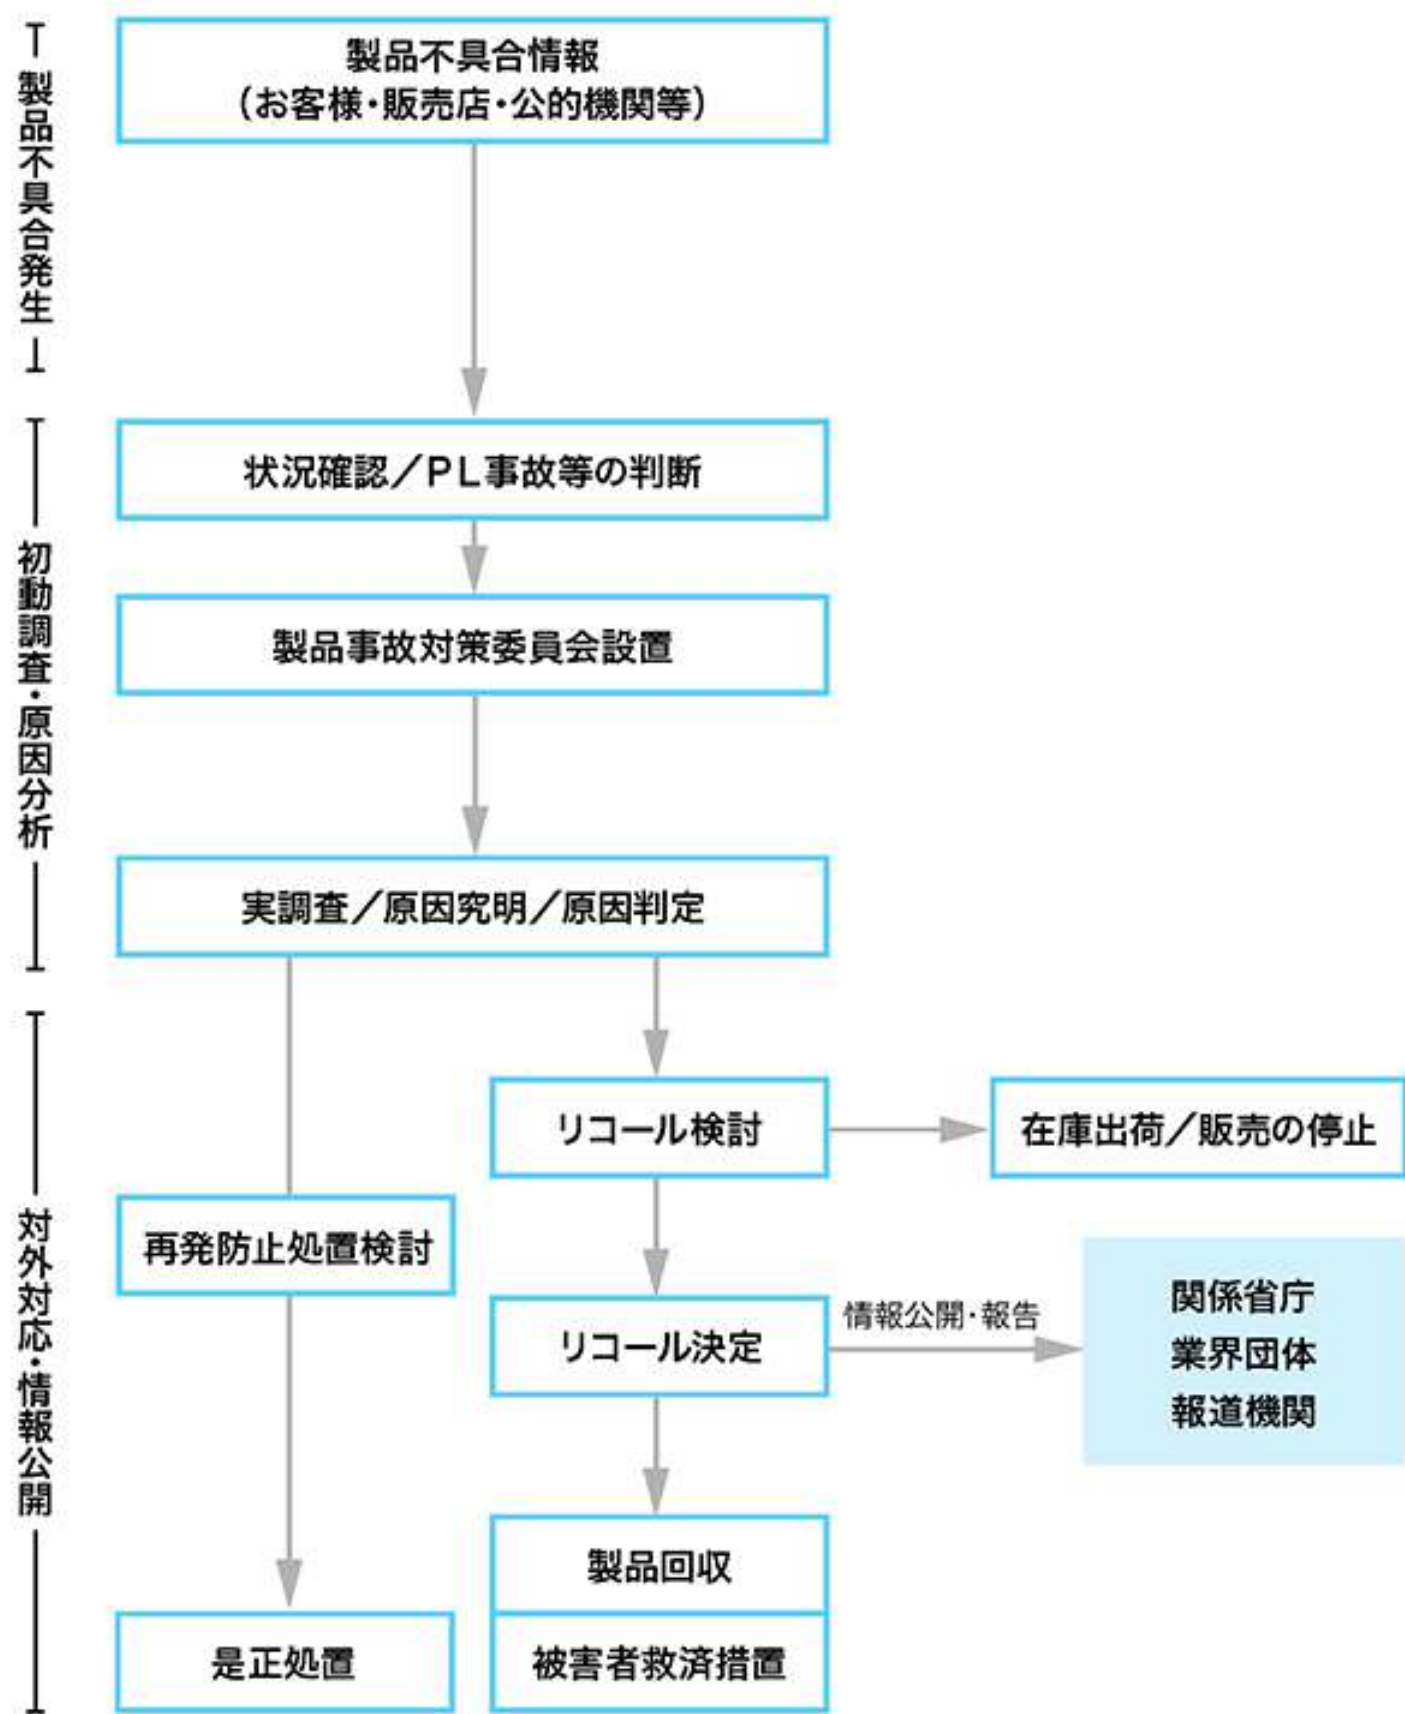 製品不具合発生
製品不具合情報
（お客様・販売店・公的機関等）
初動調査・原因分析
状況確認／ＰＬ事故等の判断
製品事故対策委員会設置
実調査／原因究明／原因判定
対外対応・情報公開
リコール検討
在庫出荷／販売の停止
再発防止処置検討
リコール決定
情報公開・報告
関係省庁
業界団体
報道機関
製品回収
是正処置
被害者救済措置